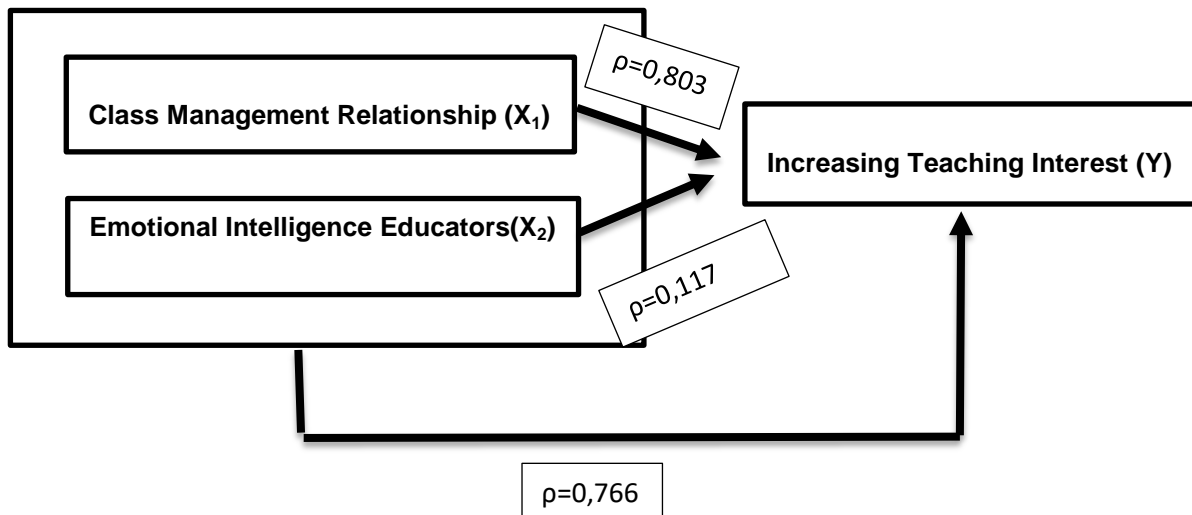 ρ=0,803
Class Management Relationship (X₁)
Increasing Teaching Interest (Y)
Emotional Intelligence Educators(X₂)
ρ=0,117
ρ=0,766